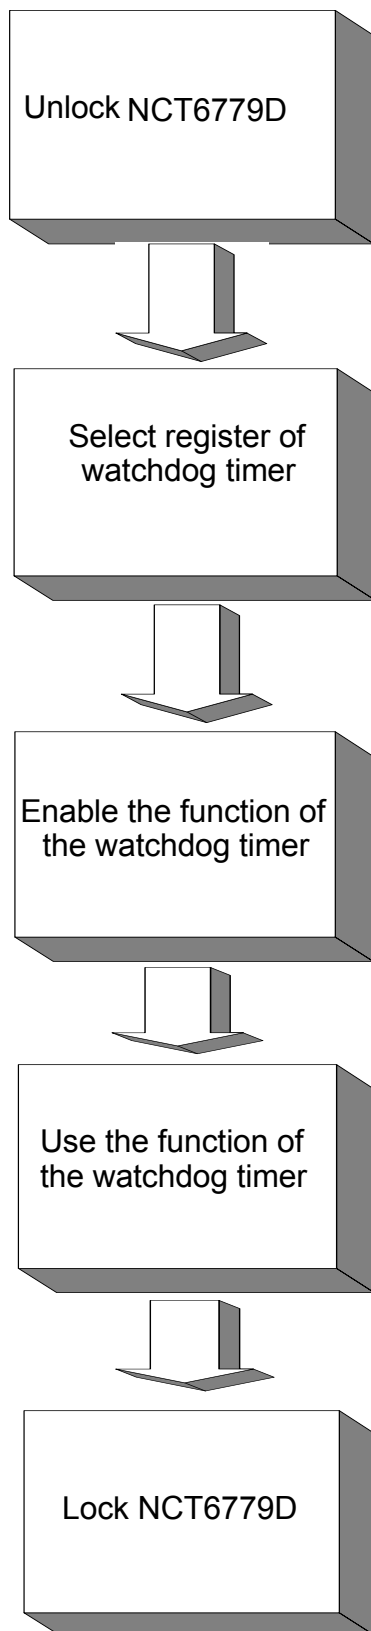 Unlock NCT6779D
Select register of
watchdog timer
Enable the function of
the watchdog timer
Use the function of
the watchdog timer
Lock NCT6779D